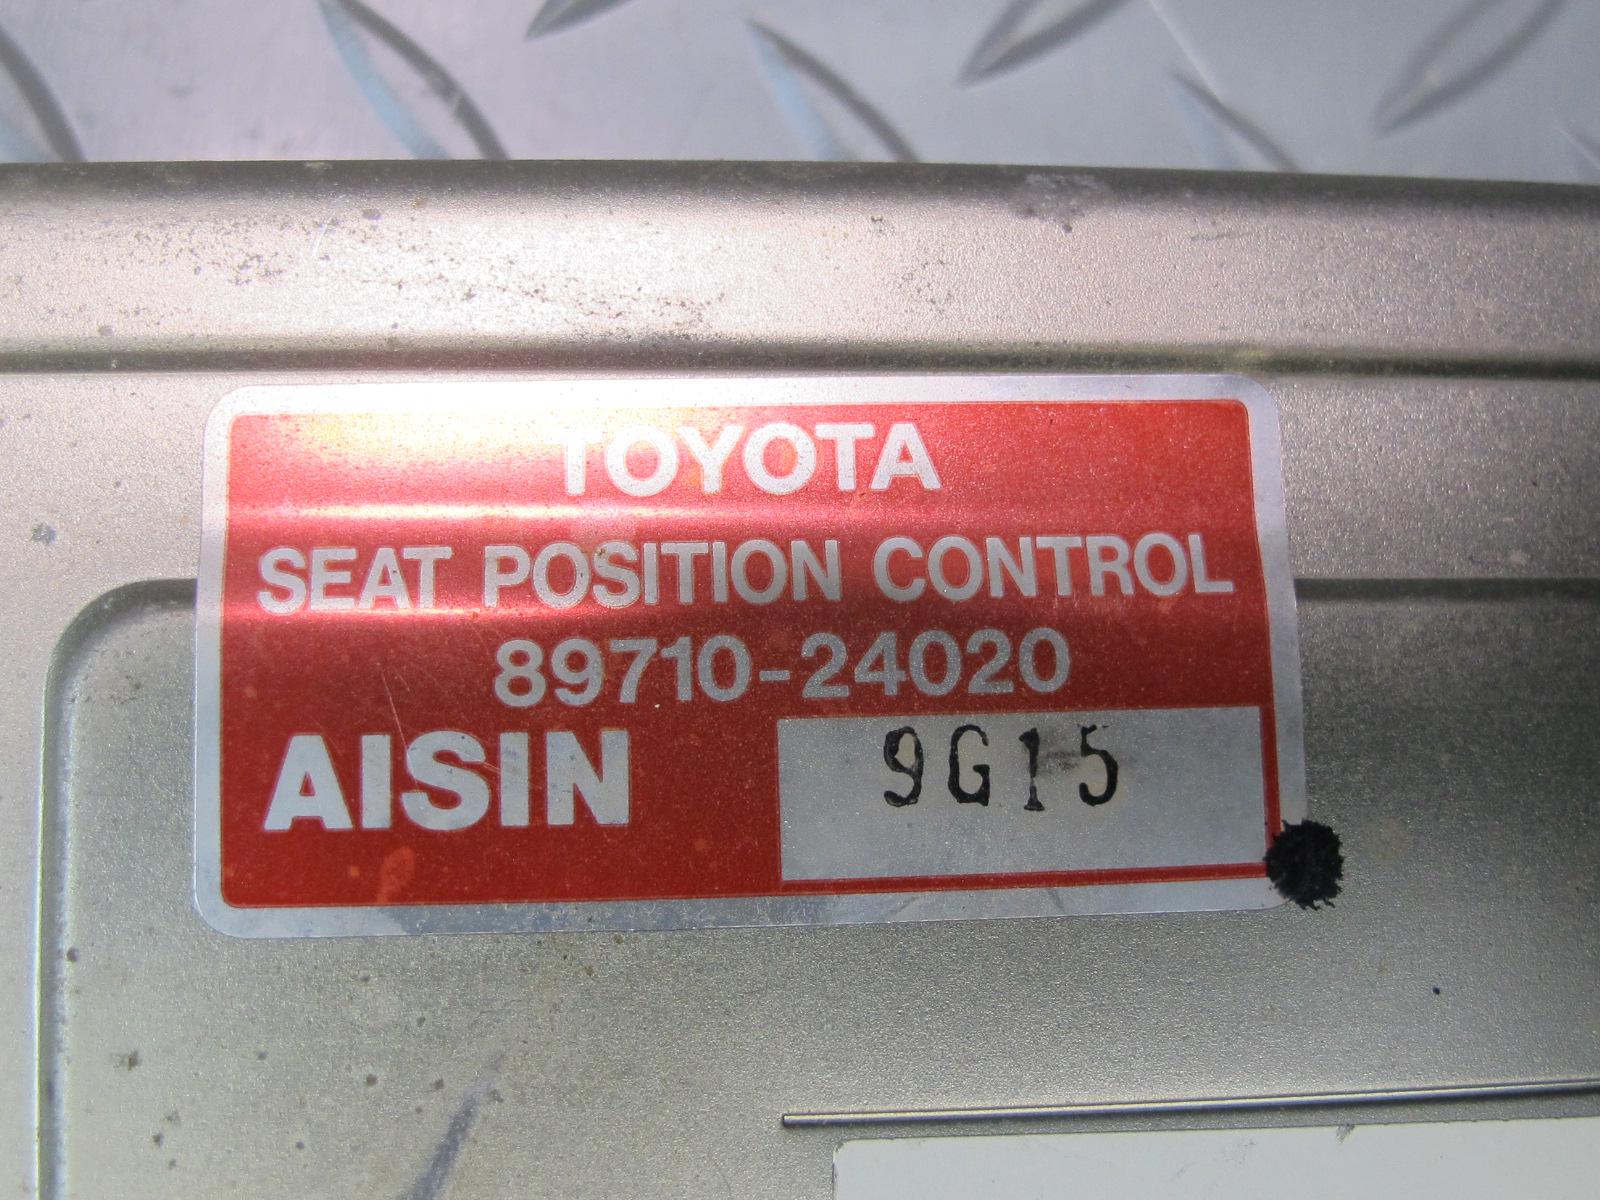 TOYOTA
SEAT POSITION CONTROL
89710-24020
AISIN 9G15